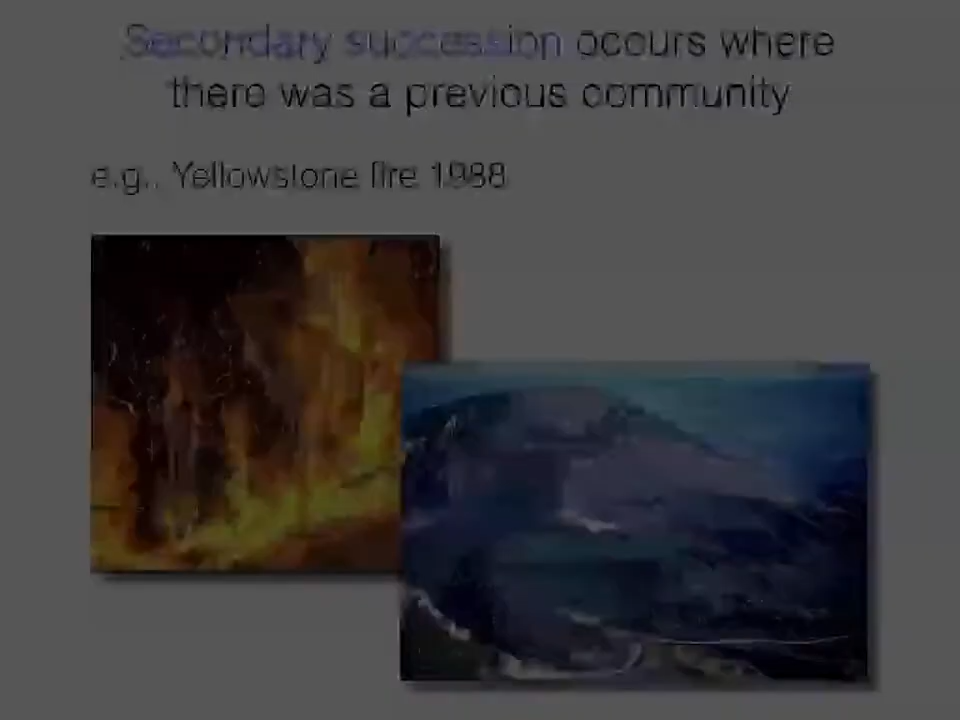 Secondary succession occurs where
there was a previous community
e.g., Yellowstone fire 1988